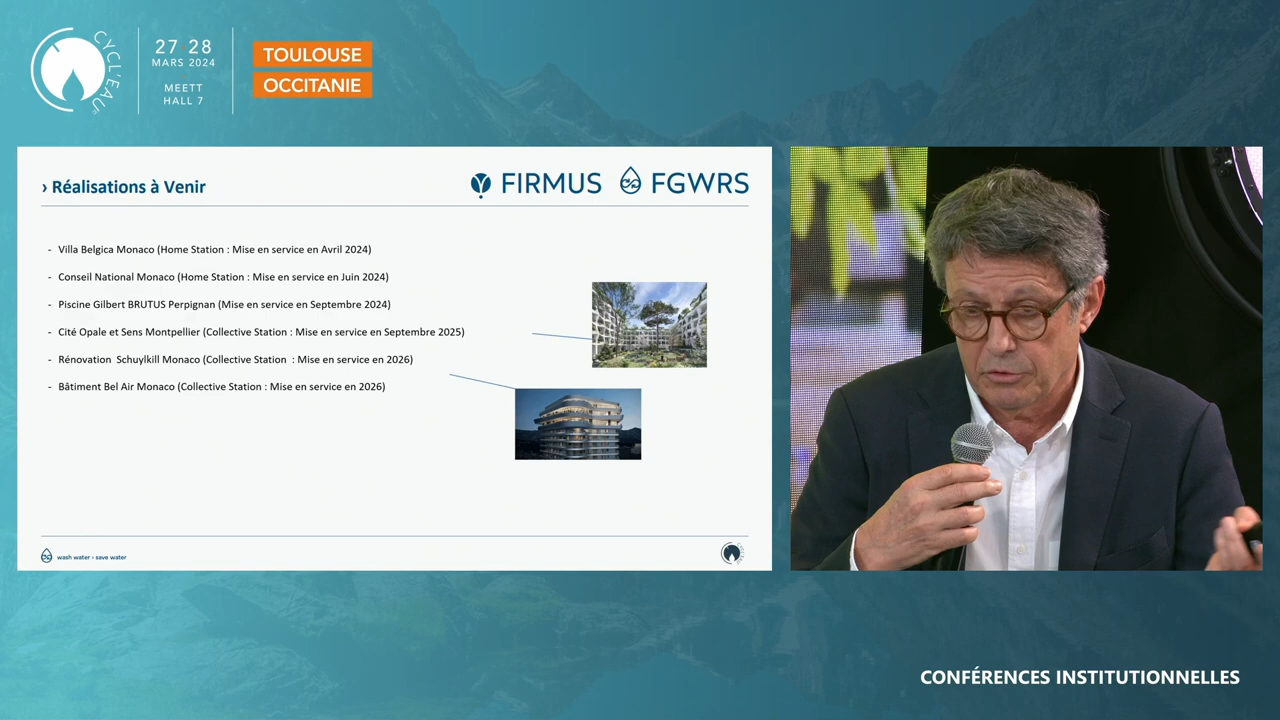 CYCL'EAU
27 28
MARS 2024
MEETT
HALL 7
TOULOUSE
OCCITANIE
› Réalisations à Venir
FIRMUS
FGWRS
- Villa Belgica Monaco (Home Station : Mise en service en Avril 2024)
- Conseil National Monaco (Home Station : Mise en service en Juin 2024)
- Piscine Gilbert BRUTUS Perpignan (Mise en service en Septembre 2024)
- Cité Opale et Sens Montpellier (Collective Station : Mise en service en Septembre 2025)
- Rénovation Schuylkill Monaco (Collective Station : Mise en service en 2026)
- Bâtiment Bel Air Monaco (Collective Station : Mise en service en 2026)
wash water › save water
CONFÉRENCES INSTITUTIONNELLES